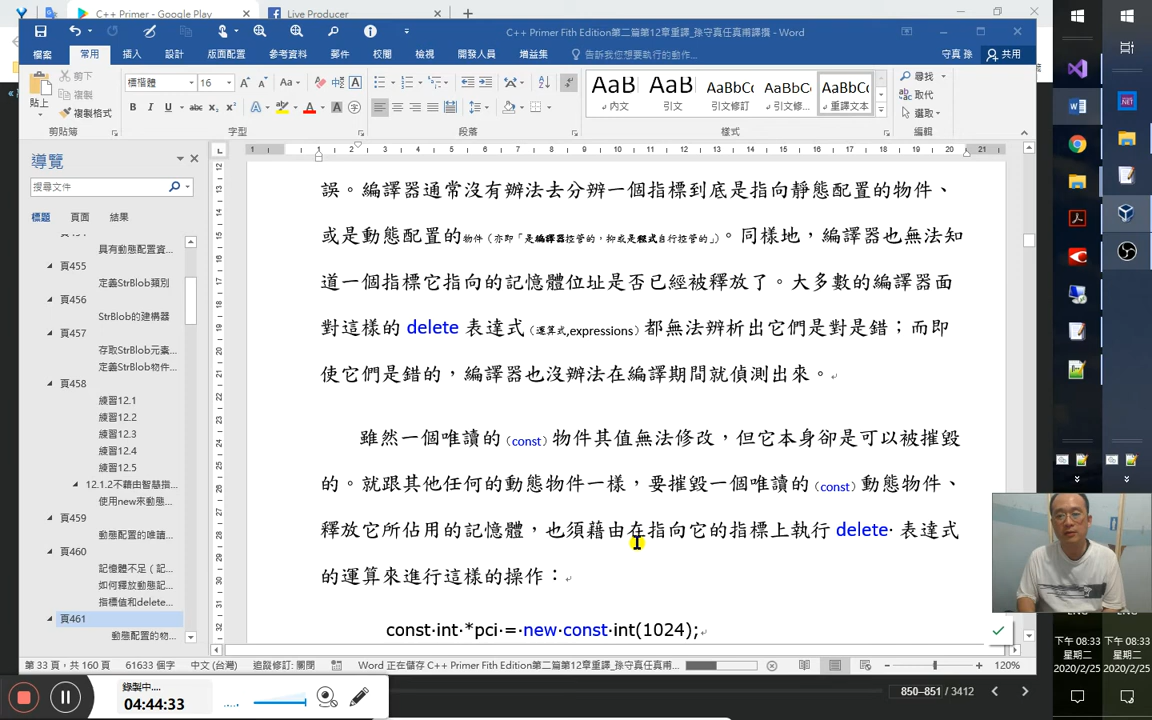 C++ Primer - Google Play
Live Producer
C++ Primer Fith Edition第二篇第12章重譯_孫守真任真甫譯撰 - Word
檔案
常用
插入
設計
版面配置
參考資料
郵件
校閱
檢視
開發人員
增益集
告訴我您想要執行的動作...
守真 孫
共用
貼上
剪下
複製
複製格式
標楷體
16
AaBbC
AaBbC
內文
引文
引文修訂
引文修...
重譯本文
尋找
取代
選取
剪貼簿
字型
段落
樣式
編輯
導覽
搜尋文件
標題
頁面
結果
具有動態配置資...
頁455
定義StrBlob類別
頁456
StrBlob的建構器
頁457
存取StrBlob元素...
定義StrBlob物件...
頁458
練習12.1
練習12.2
練習12.3
練習12.4
練習12.5
12.1.2不藉由智慧指...
使用new來動態...
頁459
動態配置的唯讀...
頁460
記憶體不足（記...
如何釋放動態記...
指標值和delete...
頁461
動態配置的物...
誤。編譯器通常沒有辦法去分辨一個指標到底是指向靜態配置的物件、
或是動態配置的物件（亦即「是編譯器控管的，抑或是程式自行控管的」）。同樣地，編譯器也無法知
道一個指標它指向的記憶體位址是否已經被釋放了。大多數的編譯器面
對這樣的 delete 表達式（運算式,expressions）都無法辨析出它們是對是錯；而即
使它們是錯的，編譯器也沒辦法在編譯期間就偵測出來。
雖然一個唯讀的（const）物件其值無法修改，但它本身卻是可以被摧毀
的。就跟其他任何的動態物件一樣，要摧毀一個唯讀的（const）動態物件、
釋放它所佔用的記憶體，也須藉由在指向它的指標上執行 delete 表達式
的運算來進行這樣的操作：
const int *pci = new const int(1024);
第 33 頁，共 160 頁
61633 個字
中文 (台灣)
追蹤修訂: 關閉
Word 正在儲存 C++ Primer Fith Edition第二篇第12章重譯_孫守真任真甫...
120%
錄製中....
04:44:33
850–851 / 3412
下午 08:33
星期二
2020/2/25
下午 08:33
星期二
2020/2/25